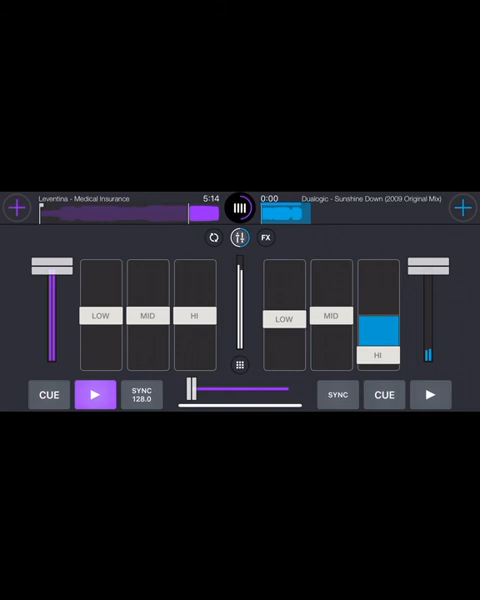 Leventina - Medical Insurance 5:14
0:00 Dualogic - Sunshine Down (2009 Original Mix)
FX
LOW MID HI
LOW MID HI
CUE
SYNC
128.0
SYNC
CUE